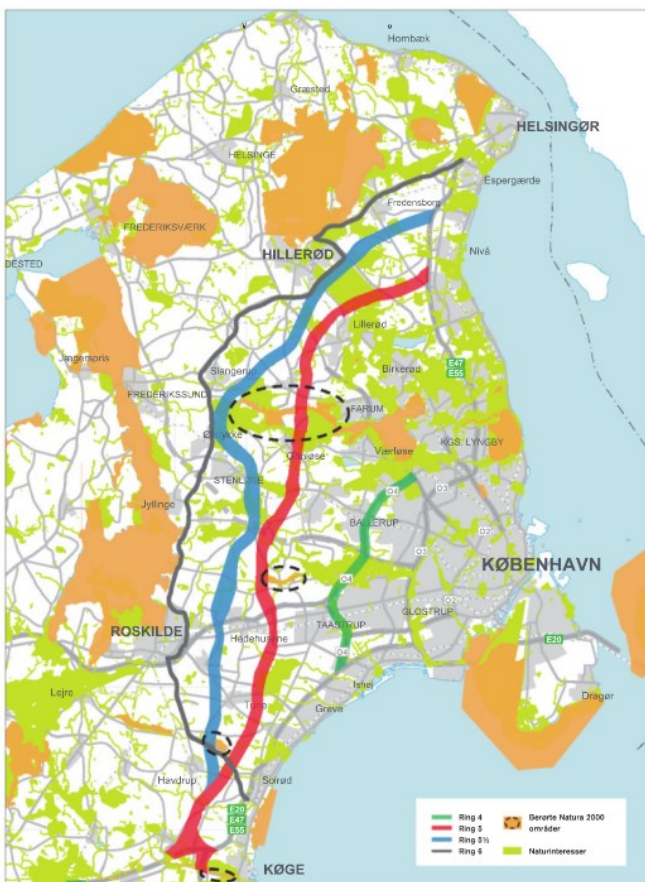 Hornbæk
Græsted
HELSINGØR
HELSINGE
Espergærde
Fredensborg
FREDERIKSVÆRK
HILLERØD
Nivå
DESTED
Lillerød
Jægerspris
Slangerup
Birkerød
E47
E55
FREDERIKSSUND
FARUM
Ølstykke
KGS. LYNGBY
Værløse
STENLØSE
O4
O3
BALLERUP
Jyllinge
O2
O3
KØBENHAVN
O4
GLOSTRUP
O2
ROSKILDE
TAASTRUP
Hedehusene
E20
O4
Lejre
Ishøj
Dragør
Tune
Greve
Havdrup
Solrød
E20
E47
E55
KØGE
Ring 4
Ring 5
Ring 5½
Ring 6
Berørte Natura 2000
områder
Naturinteresser